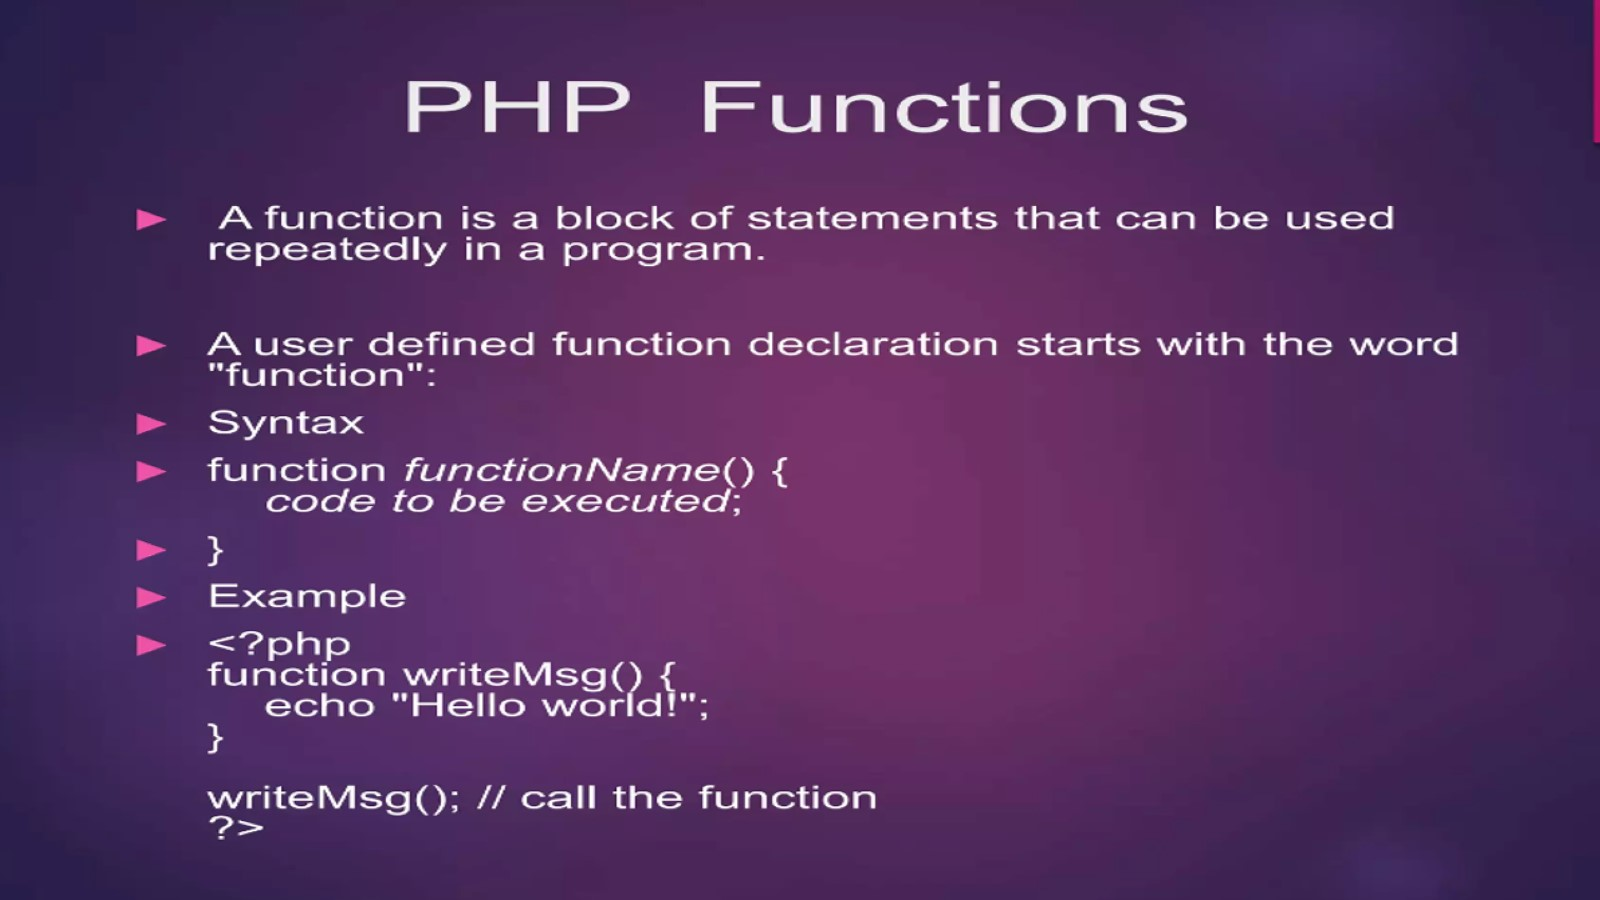 PHP Functions
A function is a block of statements that can be used
repeatedly in a program.
A user defined function declaration starts with the word
"function":
Syntax
function functionName() {
code to be executed;
}
Example
<?php
function writeMsg() {
echo "Hello world!";
}
writeMsg(); // call the function
?>